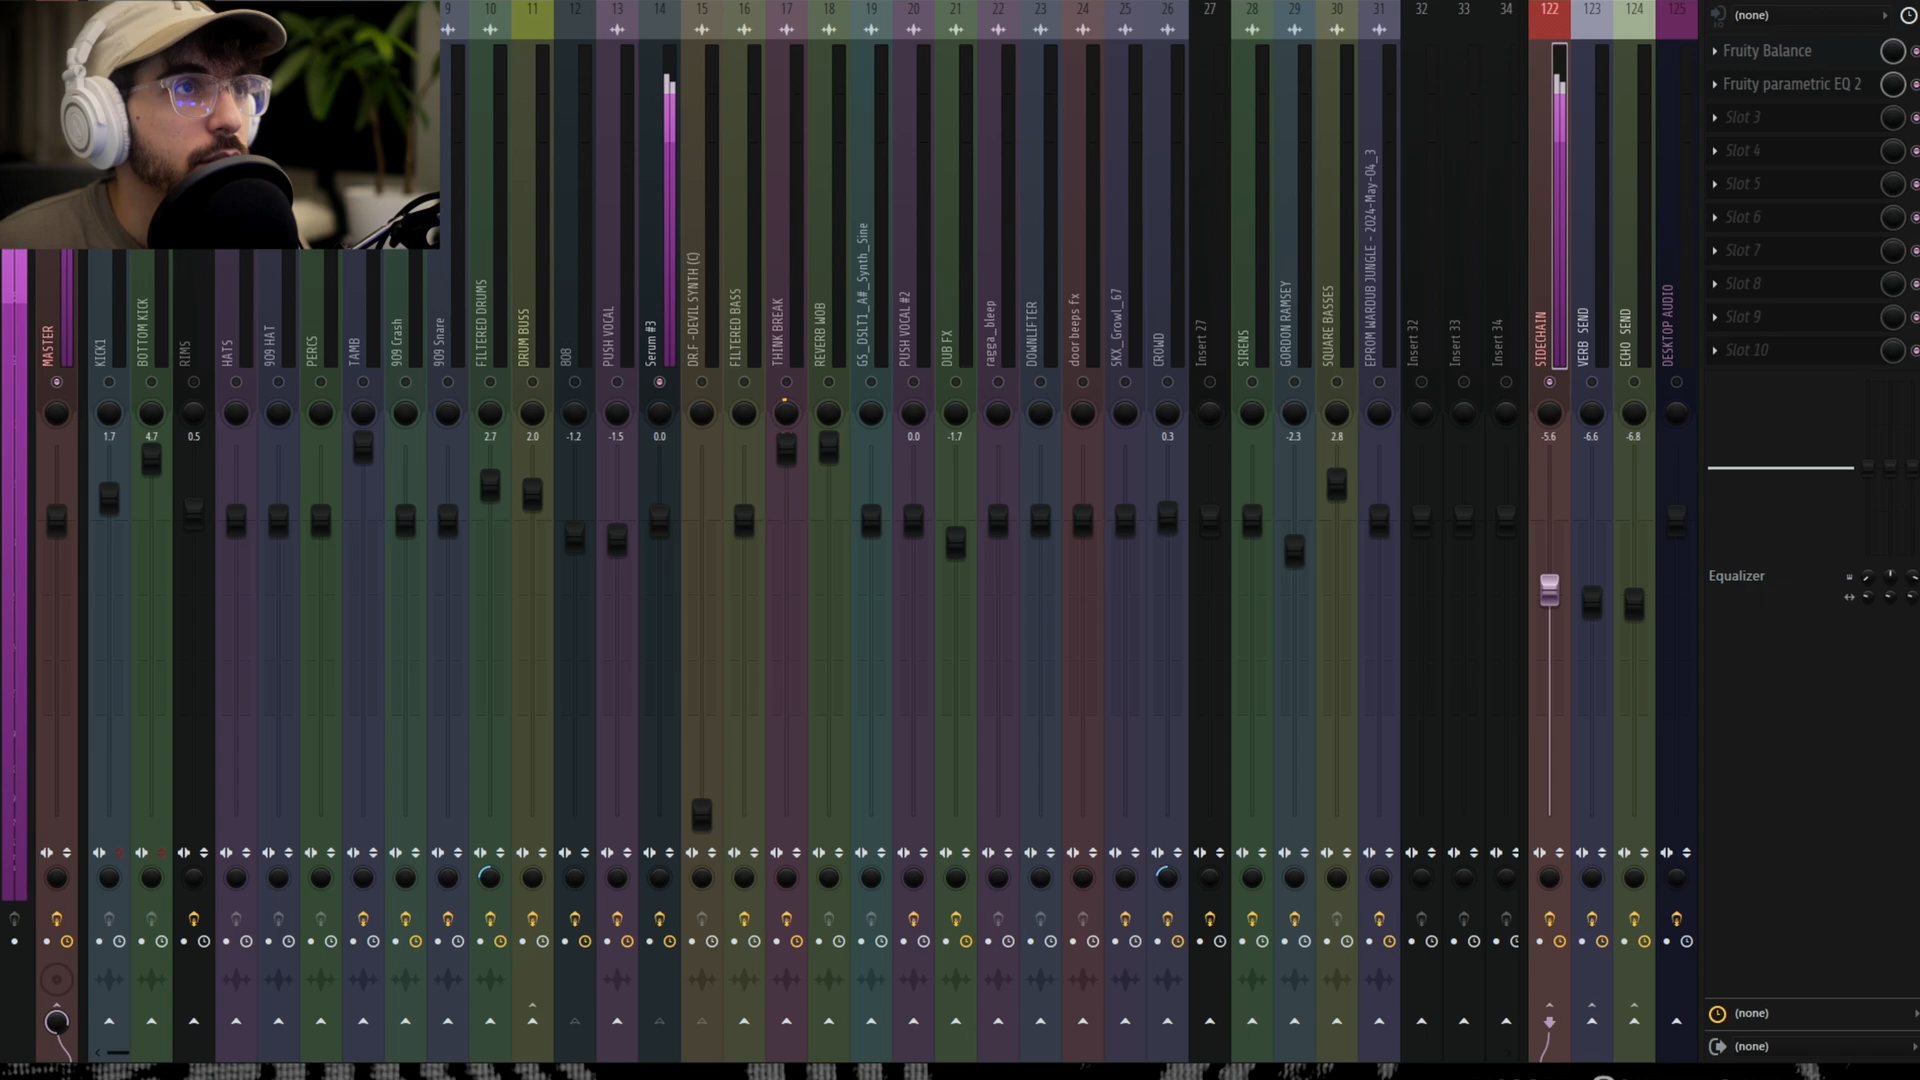 9 10 11 12 13 14 15 16 17 18 19 20 21 22 23 24 25 26 27 28 29 30 31 32 33 34 122 123 124 125
(none)
Fruity Balance
Fruity parametric EQ 2
Slot 3
Slot 4
Slot 5
Slot 6
Slot 7
Slot 8
Slot 9
Slot 10
MASTER
KICK1
BOTTOM KICK
RIMS
HATS
909 HAT
PERCS
TAMB
909 Crash
909 Snare
FILTERED DRUMS
DRUM BUSS
808
PUSH VOCAL
Serum #3
DR.F - DEVIL SYNTH (C)
FILTERED BASS
THINK BREAK
REVERB WOB
GS_DSLT1_A#_Synth_Sine
PUSH VOCAL #2
DUB FX
ragga_bleep
DOWNLIFTER
door beeps fx
SKX_Growl_67
CROWD
Insert 27
SIRENS
GORDON RAMSEY
SQUARE BASSES
EPROM WARDUB JUNGLE - 2024-May-04_3
Insert 32
Insert 33
Insert 34
SIDECHAIN
VERB SEND
ECHO SEND
DESKTOP AUDIO
1.7 4.7 0.5 2.7 2.0 -1.2 -1.5 0.0 0.0 -1.7 0.3 -2.3 2.8 -5.6 -6.6 -6.8
Equalizer
(none)
(none)